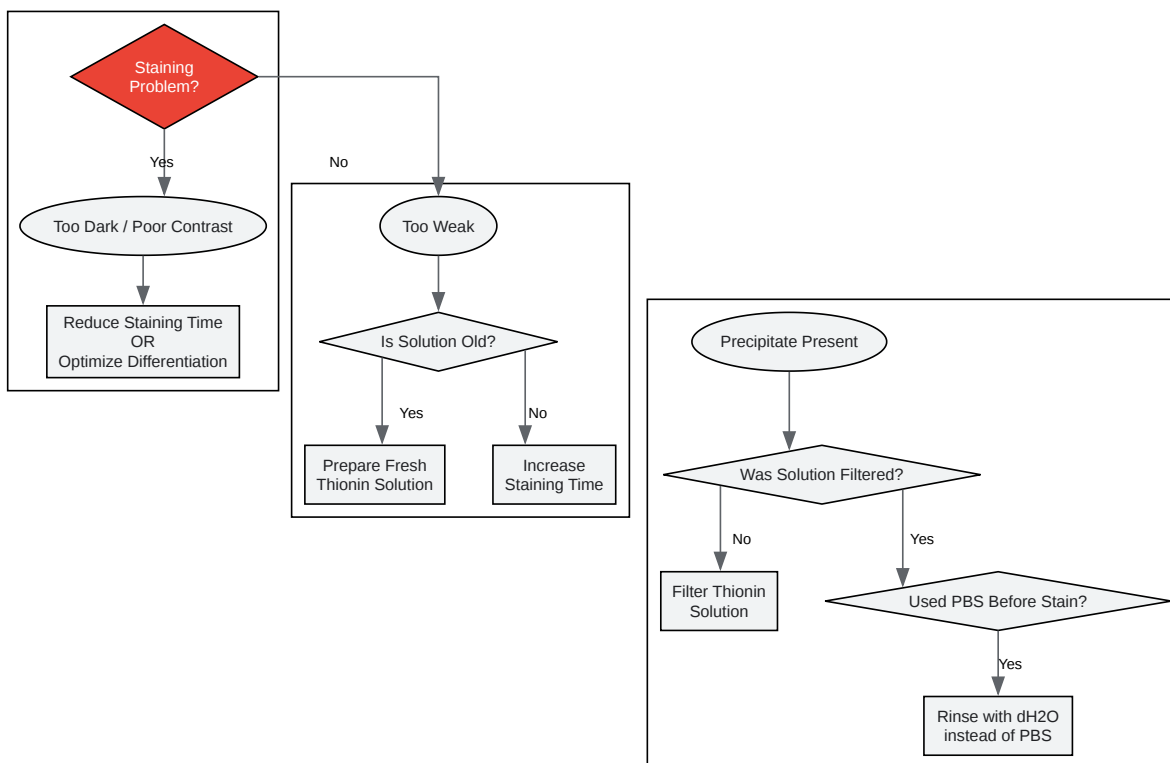 Staining
Problem?
Yes
No
Too Dark / Poor Contrast
Too Weak
Reduce Staining Time
OR
Optimize Differentiation
Is Solution Old?
Yes
No
Prepare Fresh
Thionin Solution
Increase
Staining Time
Precipitate Present
Was Solution Filtered?
No
Yes
Filter Thionin
Solution
Used PBS Before Stain?
Yes
Rinse with dH2O
instead of PBS